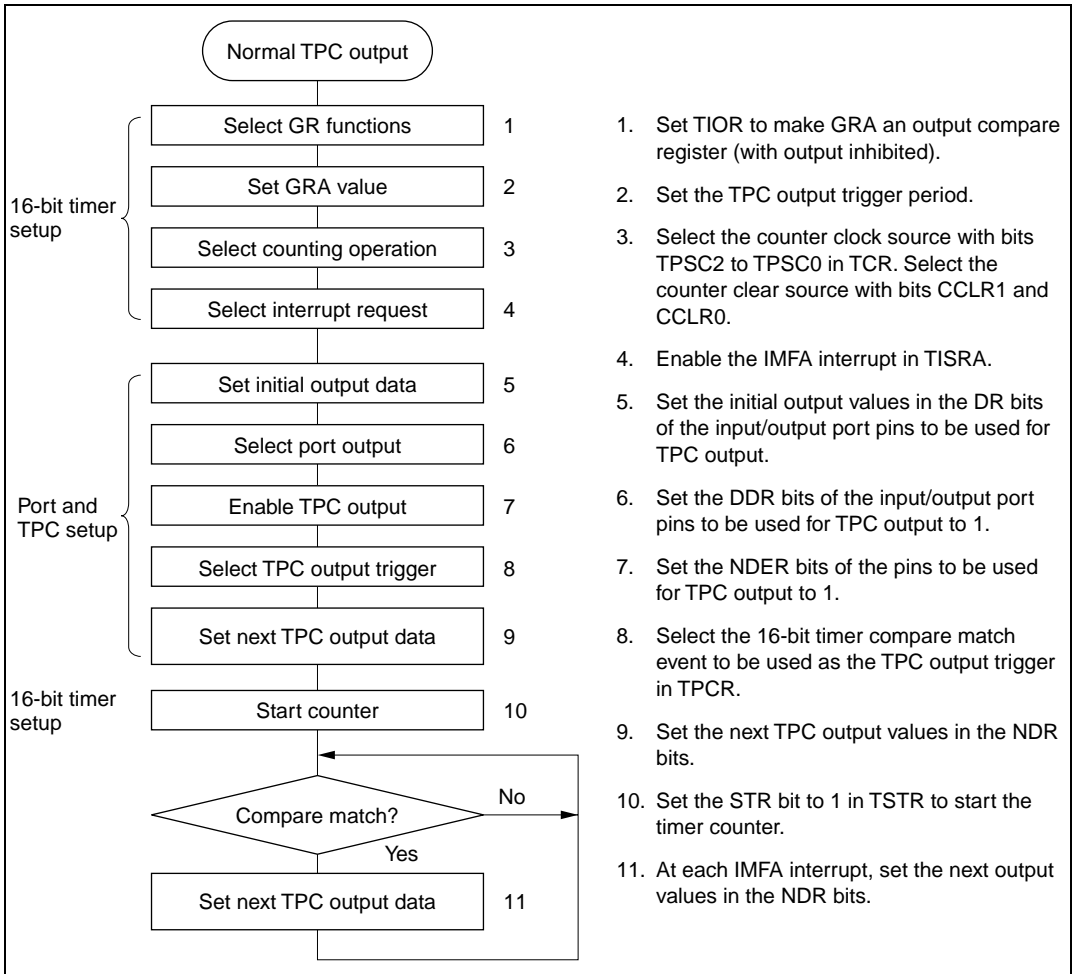 Normal TPC output
16-bit timer
setup
Select GR functions 1
Set GRA value 2
Select counting operation 3
Select interrupt request 4
Port and
TPC setup
Set initial output data 5
Select port output 6
Enable TPC output 7
Select TPC output trigger 8
Set next TPC output data 9
16-bit timer
setup
Start counter 10
Compare match?
No
Yes
Set next TPC output data 11
1. Set TIOR to make GRA an output compare
register (with output inhibited).
2. Set the TPC output trigger period.
3. Select the counter clock source with bits
TPSC2 to TPSC0 in TCR. Select the
counter clear source with bits CCLR1 and
CCLR0.
4. Enable the IMFA interrupt in TISRA.
5. Set the initial output values in the DR bits
of the input/output port pins to be used for
TPC output.
6. Set the DDR bits of the input/output port
pins to be used for TPC output to 1.
7. Set the NDER bits of the pins to be used
for TPC output to 1.
8. Select the 16-bit timer compare match
event to be used as the TPC output trigger
in TPCR.
9. Set the next TPC output values in the NDR
bits.
10. Set the STR bit to 1 in TSTR to start the
timer counter.
11. At each IMFA interrupt, set the next output
values in the NDR bits.